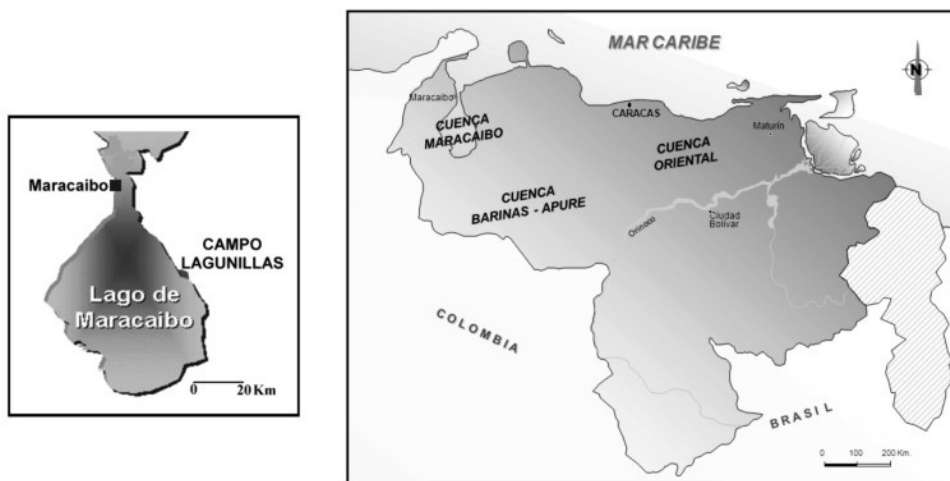 Maracaibo
CAMPO
LAGUNILLAS
Lago de
Maracaibo
0 20 Km
MAR CARIBE
N
Maracaibo
CUENCA
MARACAIBO
CARACAS
Maturín
CUENCA
ORIENTAL
CUENCA
BARINAS - APURE
Orinoco
Ciudad
Bolívar
COLOMBIA
BRASIL
0 100 200 Km.